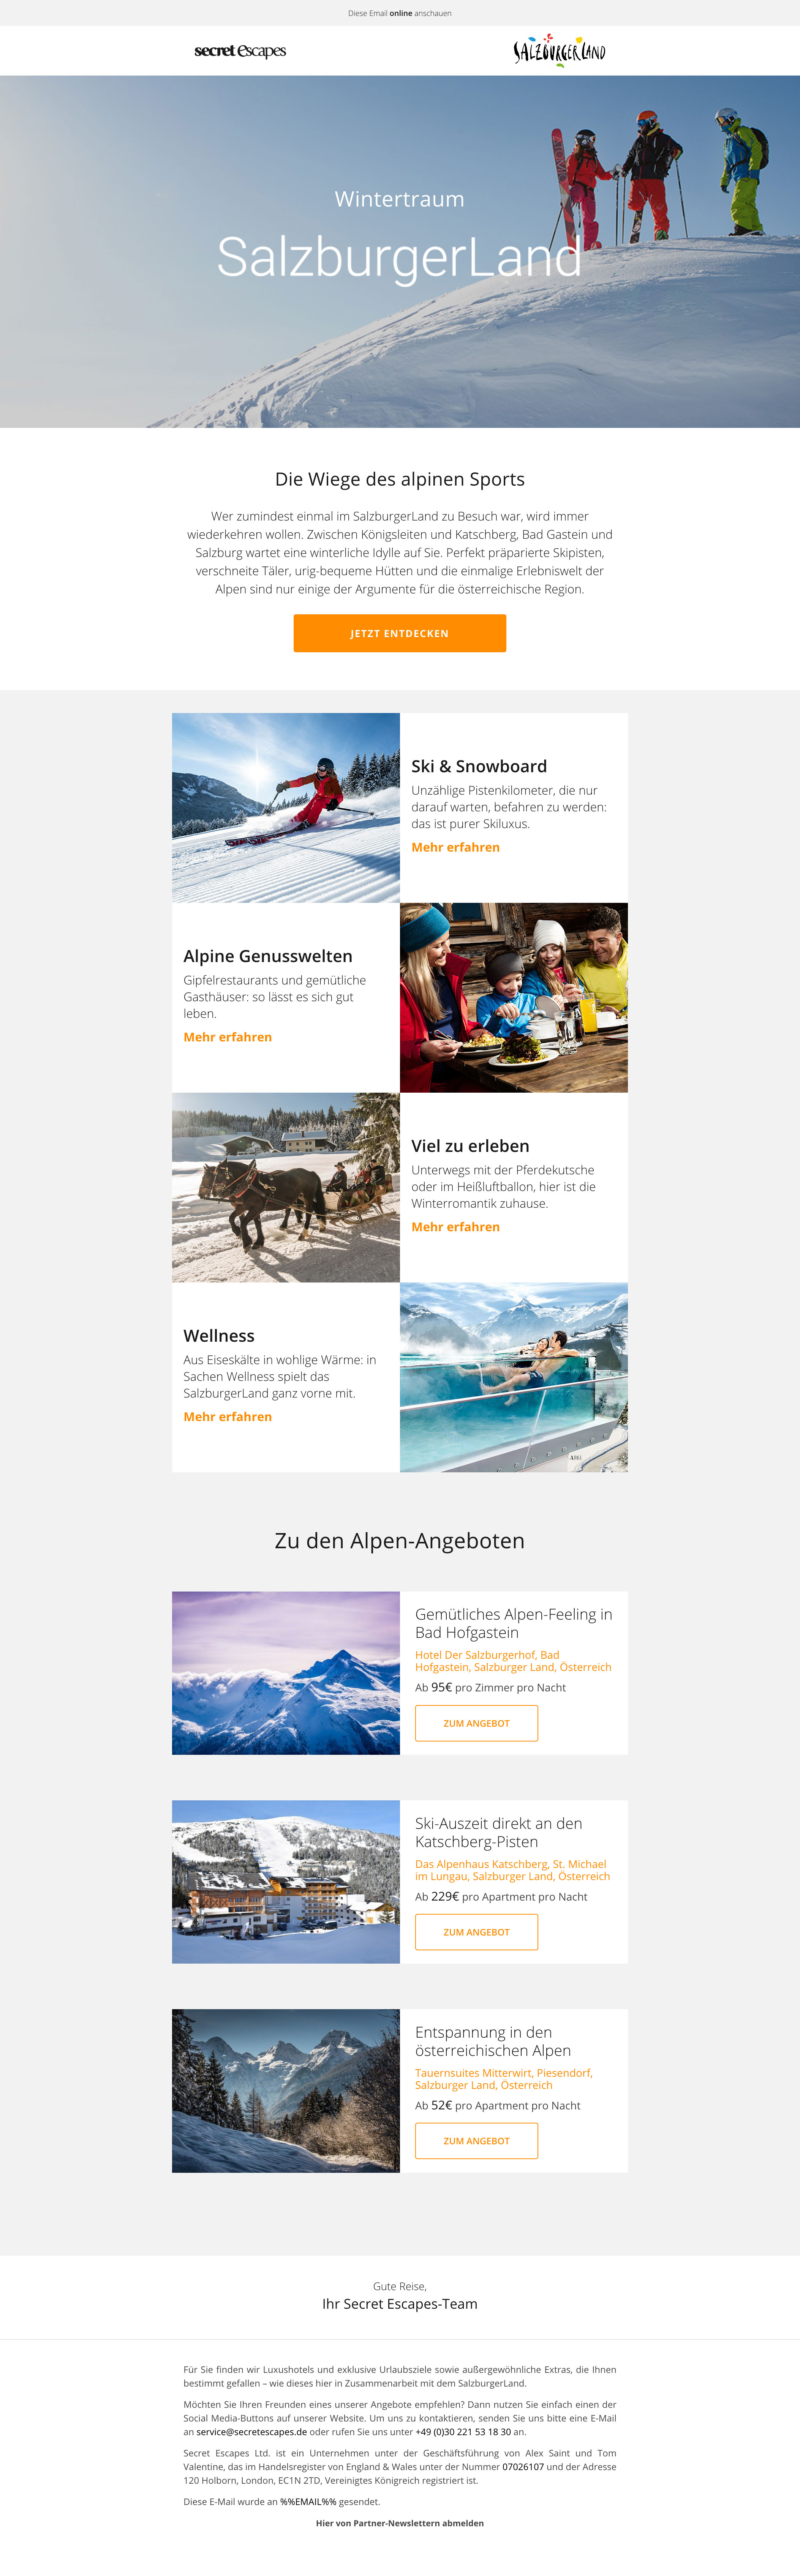 Diese Email online anschauen
secret escapes
SALZBURGERLAND
Wintertraum
SalzburgerLand
Die Wiege des alpinen Sports
Wer zumindest einmal im SalzburgerLand zu Besuch war, wird immer
wiederkehren wollen. Zwischen Königsleiten und Katschberg, Bad Gastein und
Salzburg wartet eine winterliche Idylle auf Sie. Perfekt präparierte Skipisten,
verschneite Täler, urig-bequeme Hütten und die einmalige Erlebniswelt der
Alpen sind nur einige der Argumente für die österreichische Region.
JETZT ENTDECKEN
Ski & Snowboard
Unzählige Pistenkilometer, die nur
darauf warten, befahren zu werden:
das ist purer Skiluxus.
Mehr erfahren
Alpine Genusswelten
Gipfelrestaurants und gemütliche
Gasthäuser: so lässt es sich gut
leben.
Mehr erfahren
Viel zu erleben
Unterwegs mit der Pferdekutsche
oder im Heißluftballon, hier ist die
Winterromantik zuhause.
Mehr erfahren
Wellness
Aus Eiseskälte in wohlige Wärme: in
Sachen Wellness spielt das
SalzburgerLand ganz vorne mit.
Mehr erfahren
Zu den Alpen-Angeboten
Gemütliches Alpen-Feeling in
Bad Hofgastein
Hotel Der Salzburgerhof, Bad
Hofgastein, Salzburger Land, Österreich
Ab 95€ pro Zimmer pro Nacht
ZUM ANGEBOT
Ski-Auszeit direkt an den
Katschberg-Pisten
Das Alpenhaus Katschberg, St. Michael
im Lungau, Salzburger Land, Österreich
Ab 229€ pro Apartment pro Nacht
ZUM ANGEBOT
Entspannung in den
österreichischen Alpen
Tauernsuites Mitterwirt, Piesendorf,
Salzburger Land, Österreich
Ab 52€ pro Apartment pro Nacht
ZUM ANGEBOT
Gute Reise,
Ihr Secret Escapes-Team
Für Sie finden wir Luxushotels und exklusive Urlaubsziele sowie außergewöhnliche Extras, die Ihnen
bestimmt gefallen – wie dieses hier in Zusammenarbeit mit dem SalzburgerLand.
Möchten Sie Ihren Freunden eines unserer Angebote empfehlen? Dann nutzen Sie einfach einen der
Social Media-Buttons auf unserer Website. Um uns zu kontaktieren, senden Sie uns bitte eine E-Mail
an service@secretescapes.de oder rufen Sie uns unter +49 (0)30 221 53 18 30 an.
Secret Escapes Ltd. ist ein Unternehmen unter der Geschäftsführung von Alex Saint und Tom
Valentine, das im Handelsregister von England & Wales unter der Nummer 07026107 und der Adresse
120 Holborn, London, EC1N 2TD, Vereinigtes Königreich registriert ist.
Diese E-Mail wurde an %%EMAIL%% gesendet.
Hier von Partner-Newslettern abmelden